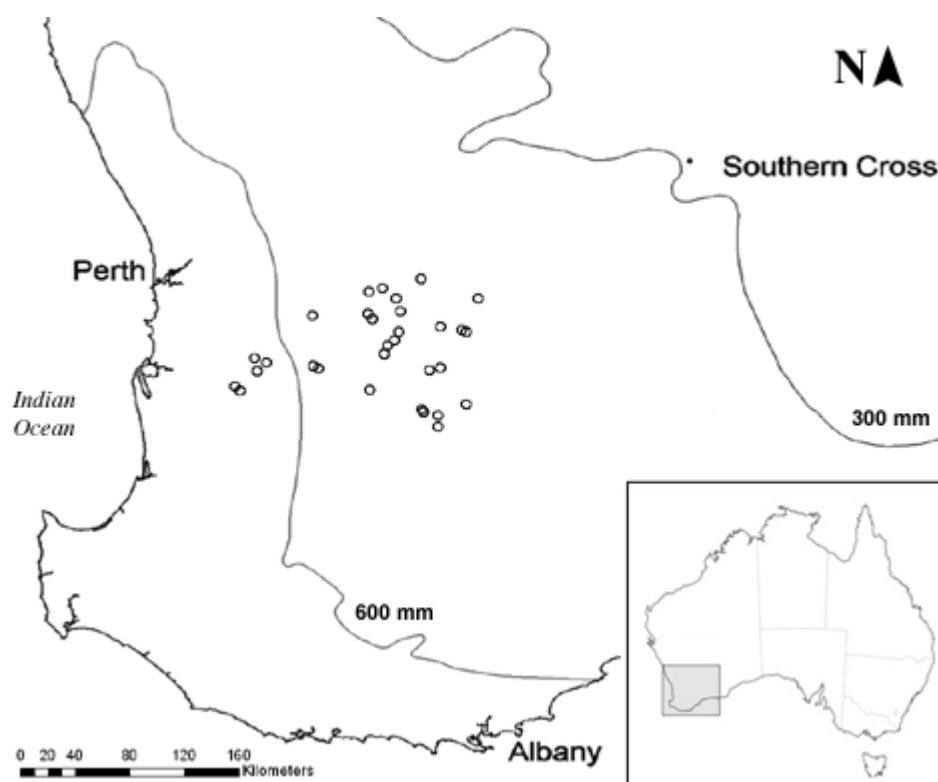 N
Southern Cross
Perth
Indian
Ocean
300 mm
600 mm
Albany
0 20 40 80 120 160
Kilometers